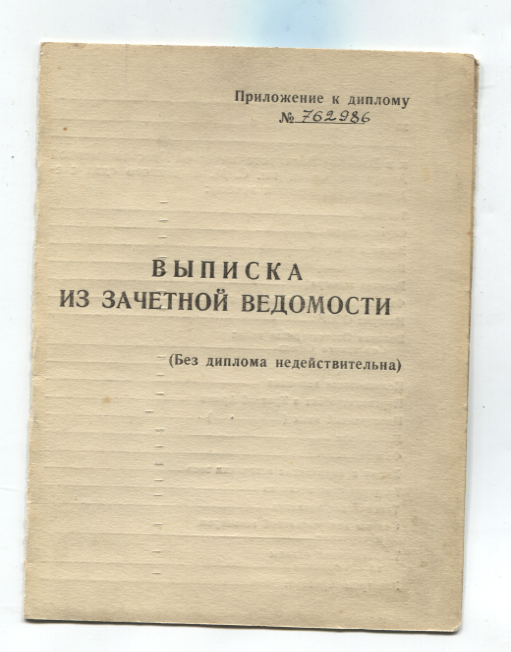 Приложение к диплому
№ 762986
ВЫПИСКА
ИЗ ЗАЧЕТНОЙ ВЕДОМОСТИ
(Без диплома недействительна)